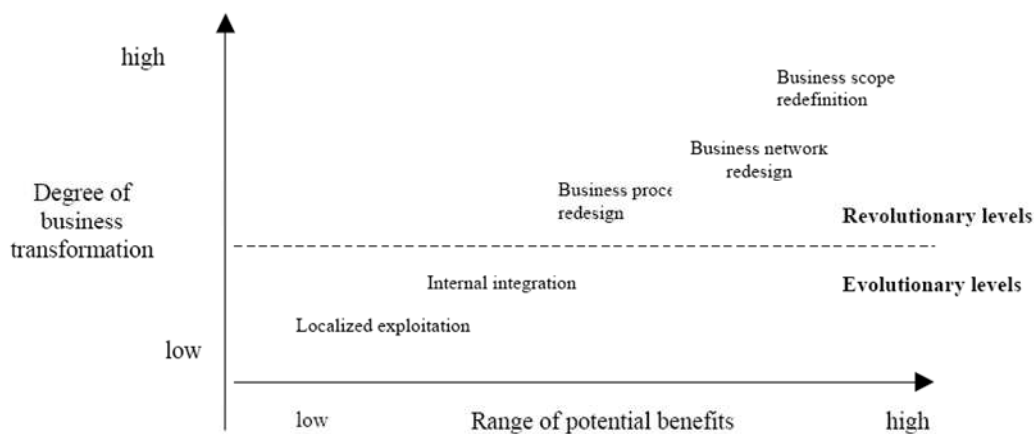 high
Business scope
redefinition
Business network
redesign
Degree of
business
transformation
Business proce
redesign
Revolutionary levels
Internal integration
Evolutionary levels
Localized exploitation
low
low
Range of potential benefits
high